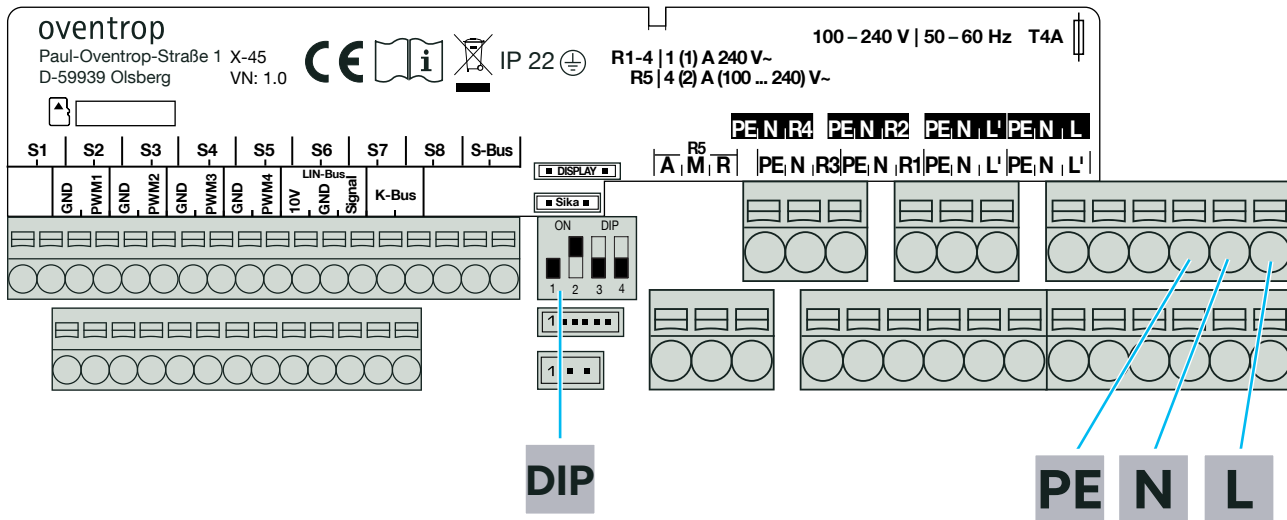 oventrop
Paul-Oventrop-Straße 1 X-45
D-59939 Olsberg VN: 1.0
CE i IP 22
R1-4 | 1 (1) A 240 V~
R5 | 4 (2) A (100 ... 240) V~
100 – 240 V | 50 – 60 Hz T4A
PE N R4 PE N R2 PE N L' PE N L
R5
A M R PE N R3 PE N R1 PE N L' PE N L'
S1 S2 S3 S4 S5 S6 S7 S8 S-Bus
GND PWM1 GND PWM2 GND PWM3 GND PWM4 10V GND Signal
LIN-Bus
K-Bus
DISPLAY
Sika
ON DIP
1 2 3 4
1
1
DIP
PE N L